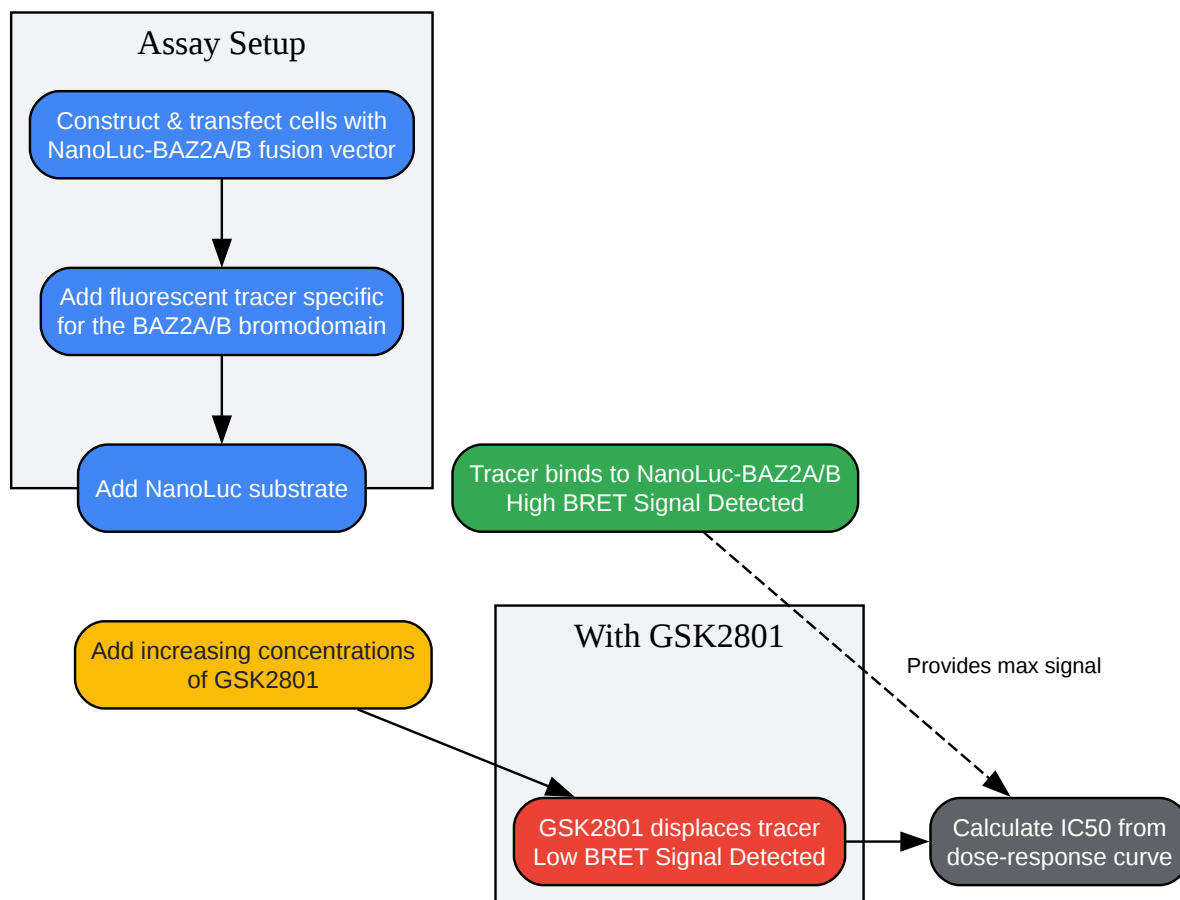 Assay Setup
Construct & transfect cells with
NanoLuc-BAZ2A/B fusion vector
Add fluorescent tracer specific
for the BAZ2A/B bromodomain
Add NanoLuc substrate
Tracer binds to NanoLuc-BAZ2A/B
High BRET Signal Detected
Add increasing concentrations
of GSK2801
With GSK2801
Provides max signal
GSK2801 displaces tracer
Low BRET Signal Detected
Calculate IC50 from
dose-response curve